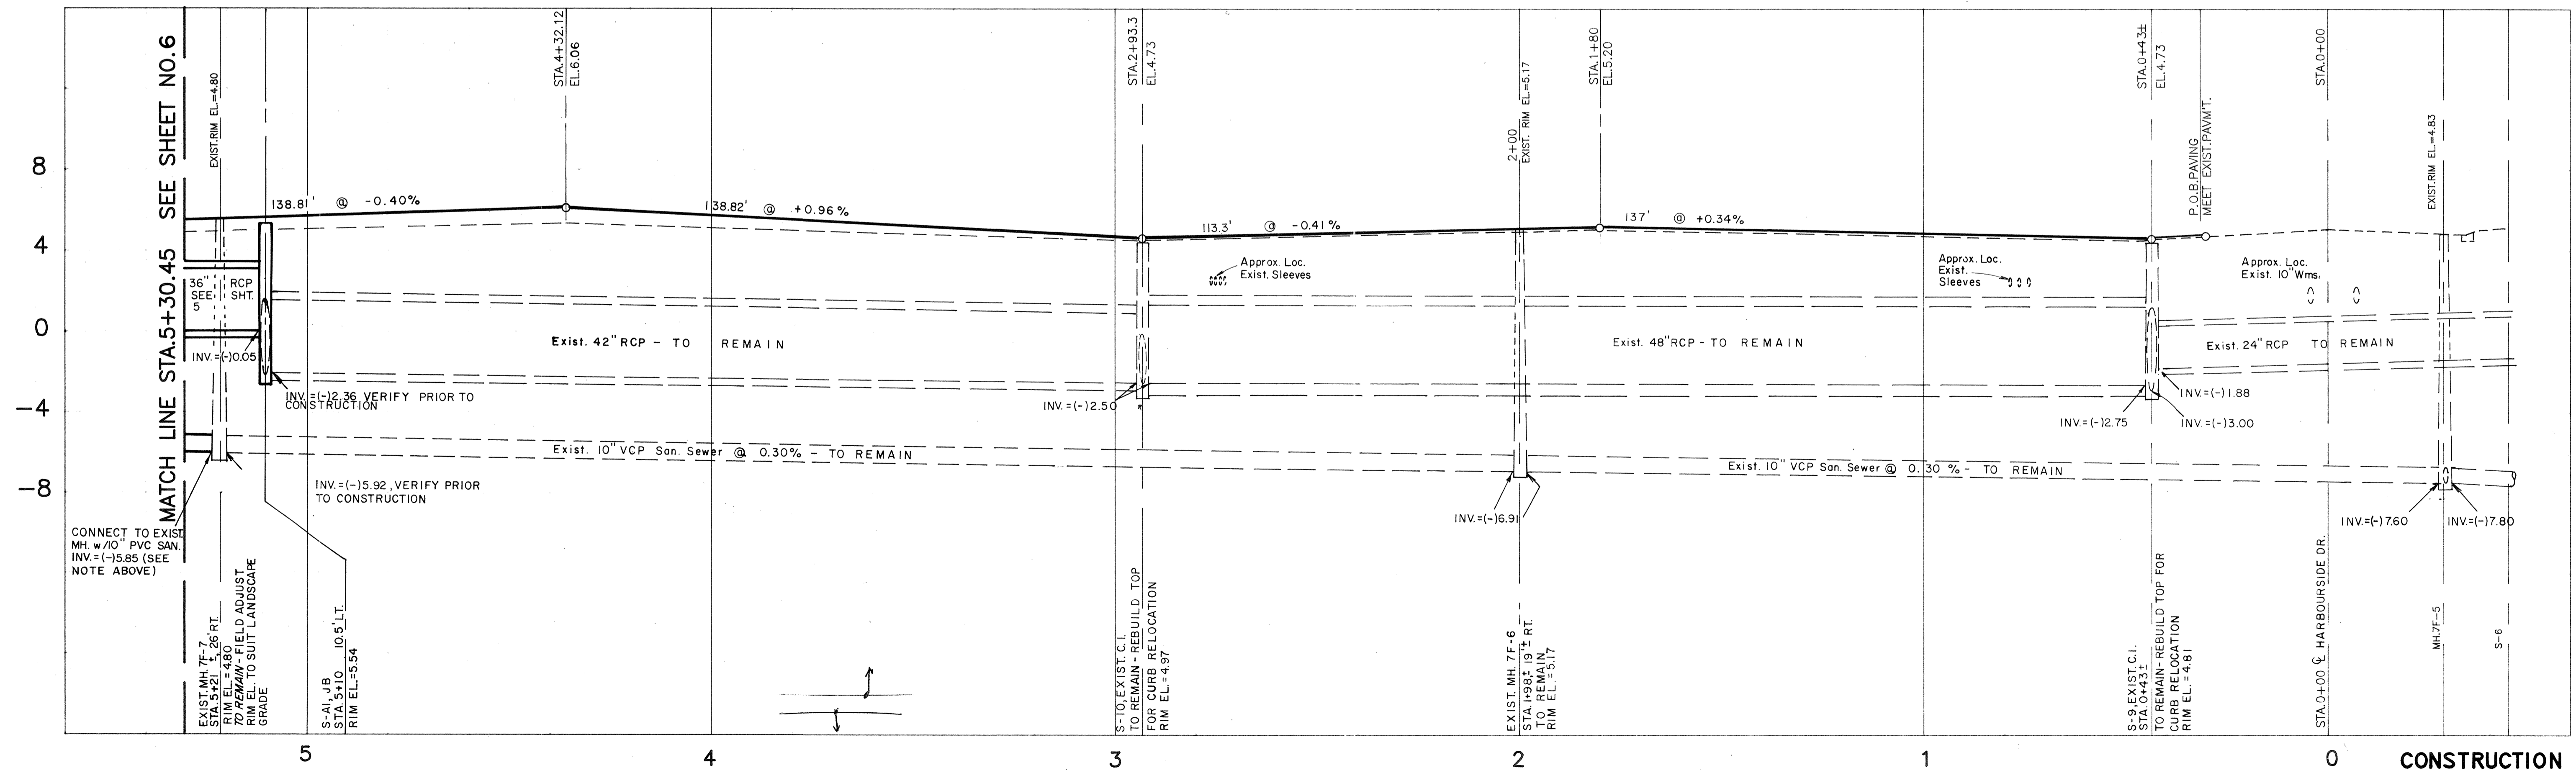 MATCH LINE STA.5+30.45 SEE SHEET NO.6
EXIST.RIM EL.=4.80
STA.4+32.12
EL.6.06
STA.2+93.3
EL.4.73
2+00
EXIST. RIM EL.=5.17
STA.1+80
EL.5.20
STA.0+43±
EL.4.73
P.O.B.PAVING
MEET EXIST.PAVM'T.
STA.0+00
EXIST.RIM EL.=4.83
8
4
0
-4
-8
138.81' @ -0.40%
138.82' @ +0.96%
113.3' @ -0.41%
137' @ +0.34%
Approx. Loc.
Exist. Sleeves
Approx. Loc.
Exist.
Sleeves
Approx. Loc.
Exist. 10"Wms.
36" RCP
SEE SHT.
5
INV.=(-)0.05
Exist. 42"RCP - TO REMAIN
Exist. 48"RCP - TO REMAIN
Exist. 24"RCP TO REMAIN
INV.=(-)2.36 VERIFY PRIOR TO
CONSTRUCTION
INV.=(-)2.50
INV.=(-)2.75
INV.=(-)1.88
INV.=(-)3.00
Exist. 10"VCP San. Sewer @ 0.30% - TO REMAIN
Exist. 10" VCP San. Sewer @ 0.30 % - TO REMAIN
INV.=(-)5.92, VERIFY PRIOR
TO CONSTRUCTION
INV.=(-)6.91
INV.=(-)7.60
INV.=(-)7.80
CONNECT TO EXIST.
MH. w/10" PVC SAN.
INV.=(-)5.85 (SEE
NOTE ABOVE)
EXIST.MH.7F-7
STA.5+21 ±, 26'RT.
RIM EL.=4.80
TO REMAIN-FIELD ADJUST
RIM EL. TO SUIT LANDSCAPE
GRADE
S-A1, JB
STA.5+10 10.5'LT.
RIM EL.=5.54
S-10, EXIST. C.I.
TO REMAIN-REBUILD TOP
FOR CURB RELOCATION
RIM EL.=4.97
EXIST. MH. 7F-6
STA.1+98,± 19'± RT.
TO REMAIN
RIM EL.=5.17
S-9,EXIST.C.I.
STA.0+43±
TO REMAIN-REBUILD TOP FOR
CURB RELOCATION
RIM EL.=4.81
STA.0+00 ℄ HARBOURSIDE DR.
MH.7F-5
S-6
5
4
3
2
1
0
CONSTRUCTION